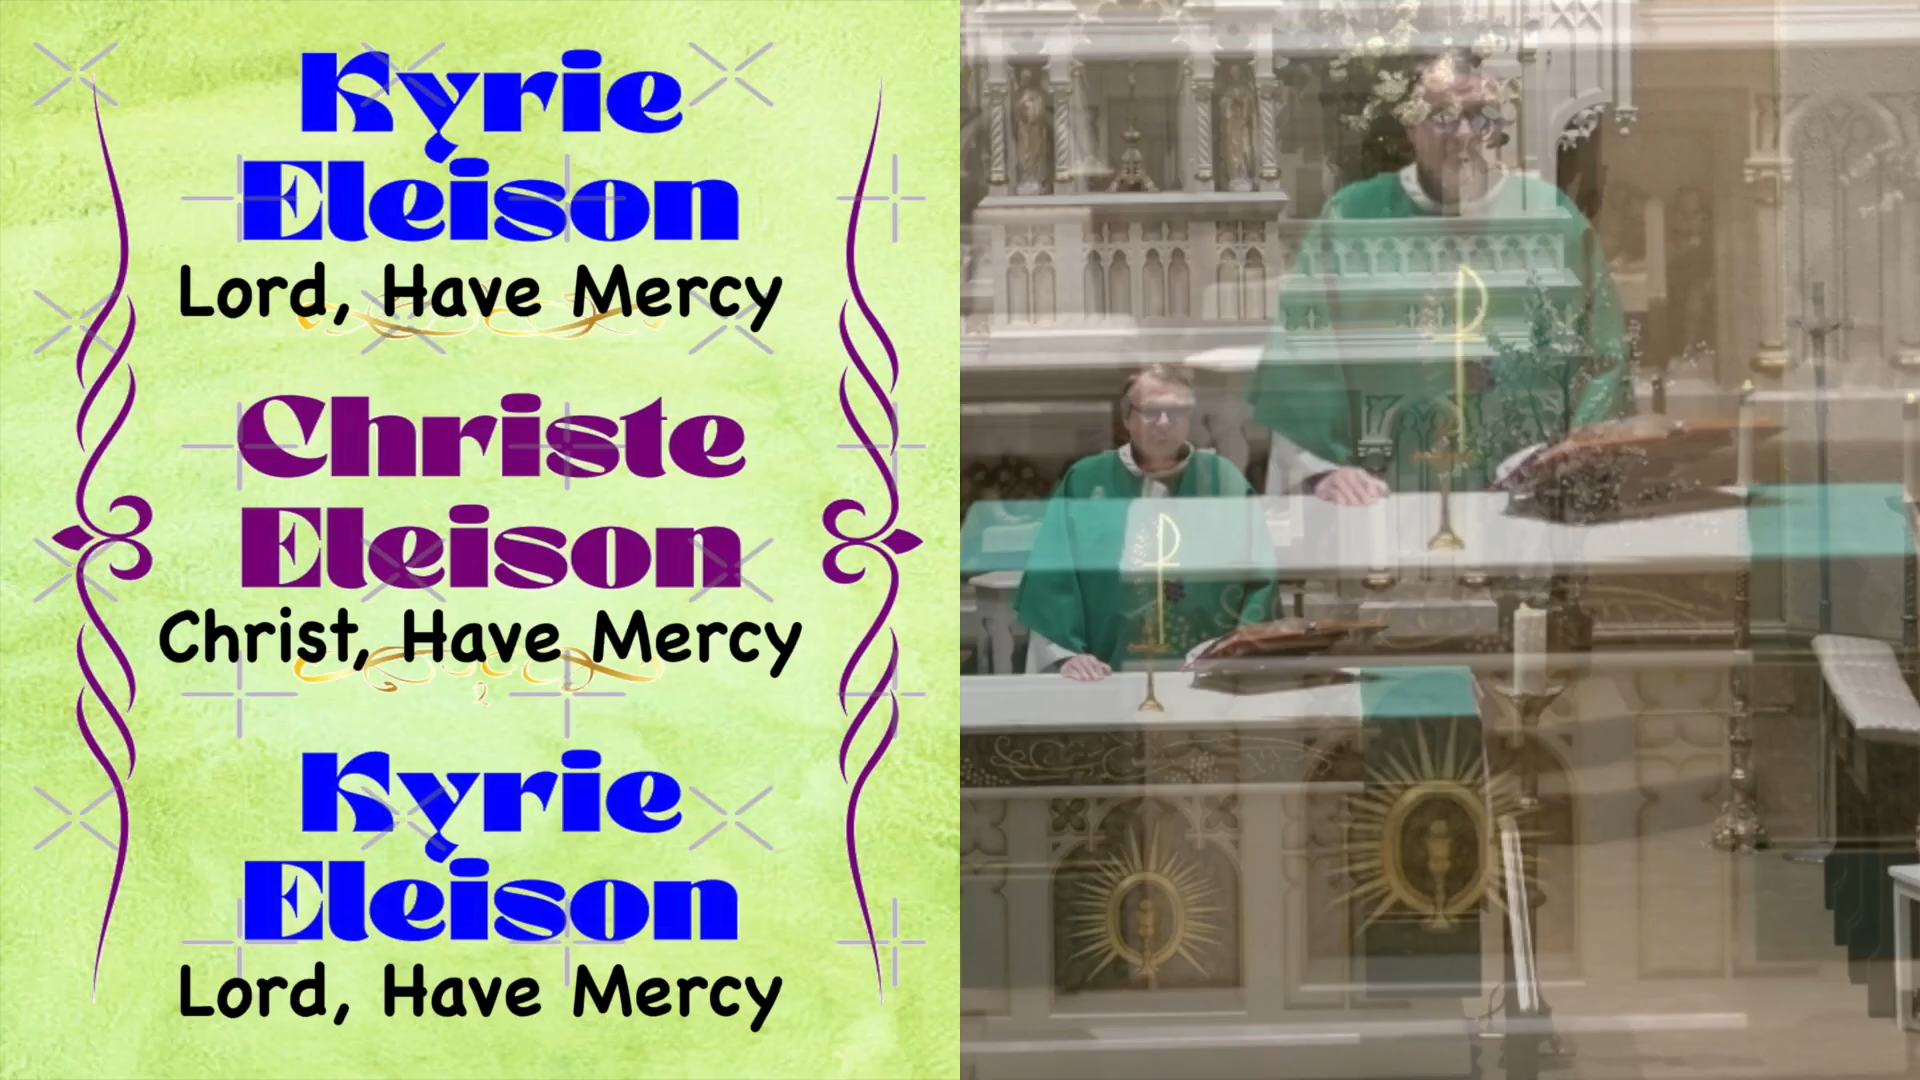 Kyrie
Eleison
Lord, Have Mercy
Christe
Eleison
Christ, Have Mercy
Kyrie
Eleison
Lord, Have Mercy